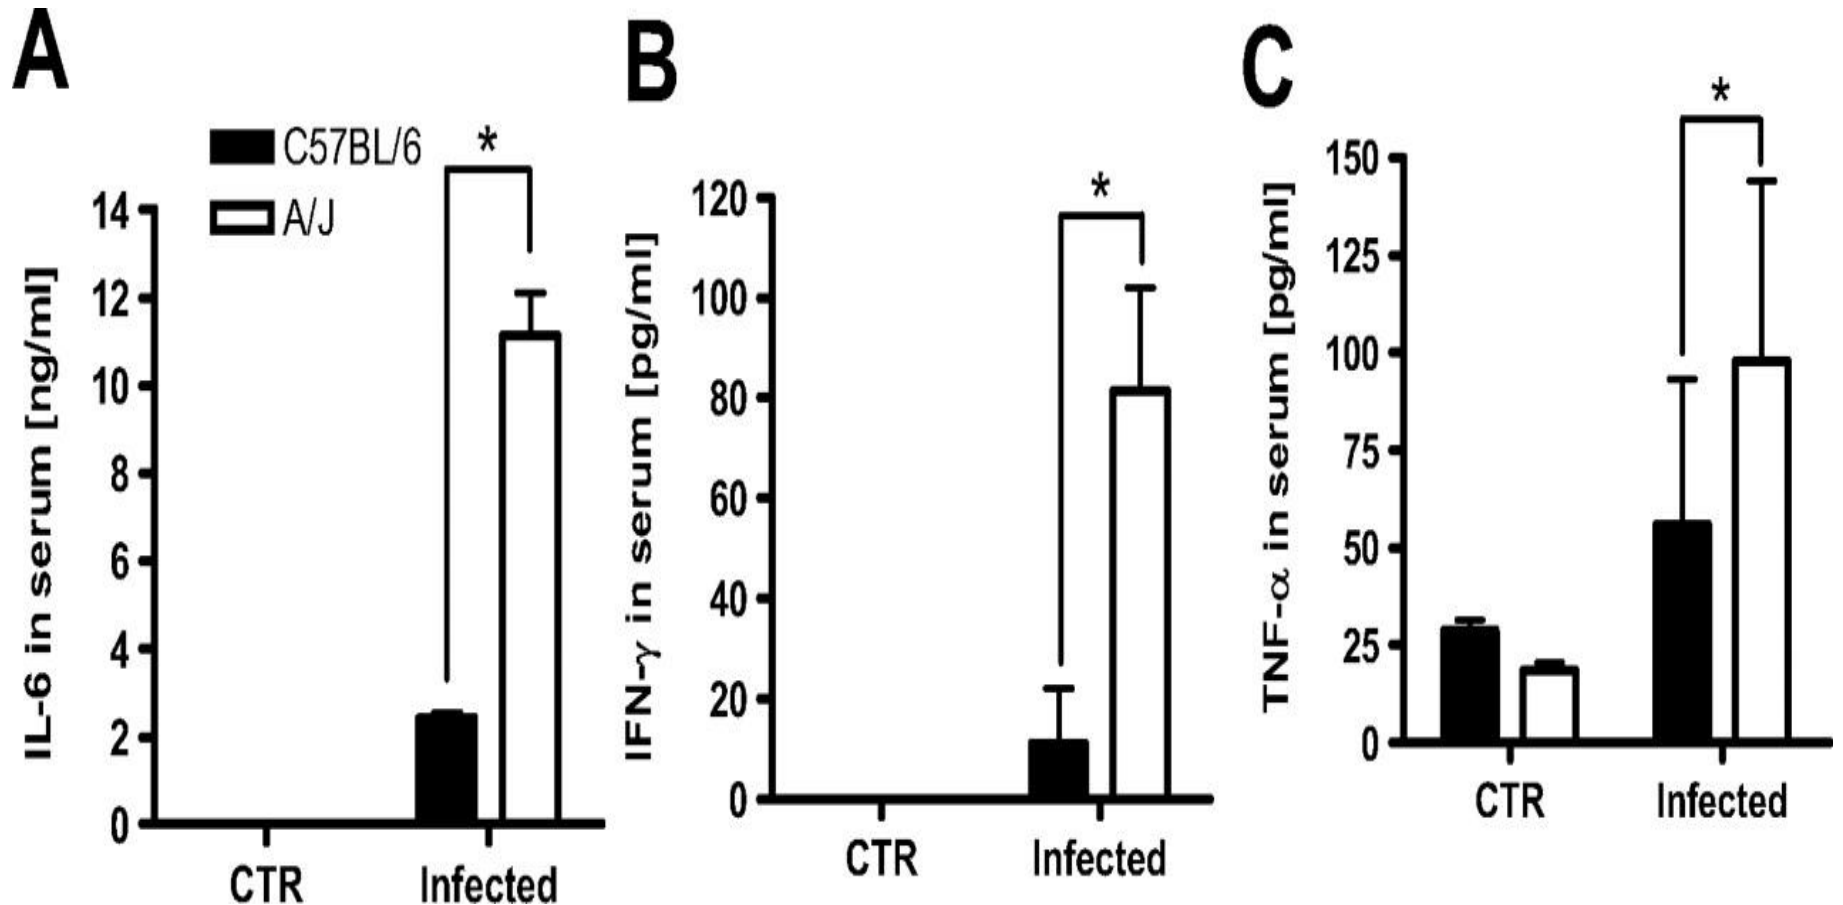 A
C57BL/6
A/J
*
IL-6 in serum [ng/ml]
14
12
10
8
6
4
2
0
CTR
Infected
B
*
IFN-γ in serum [pg/ml]
120
100
80
60
40
20
0
CTR
Infected
C
*
TNF-α in serum [pg/ml]
150
125
100
75
50
25
0
CTR
Infected